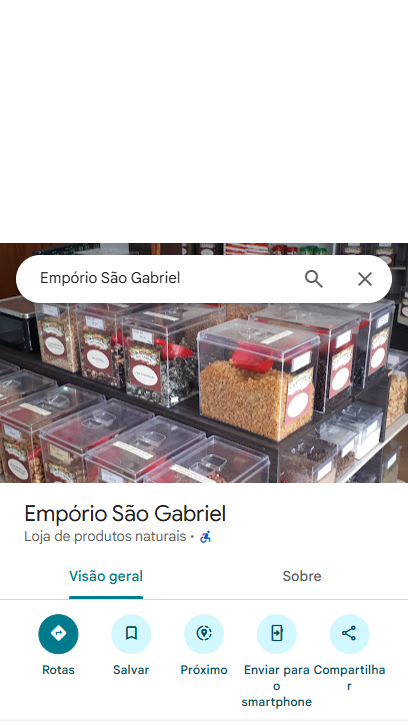 Empório São Gabriel
Empório São Gabriel
Loja de produtos naturais •
Visão geral
Sobre
Rotas
Salvar
Próximo
Enviar para
o
smartphone
Compartilha
r